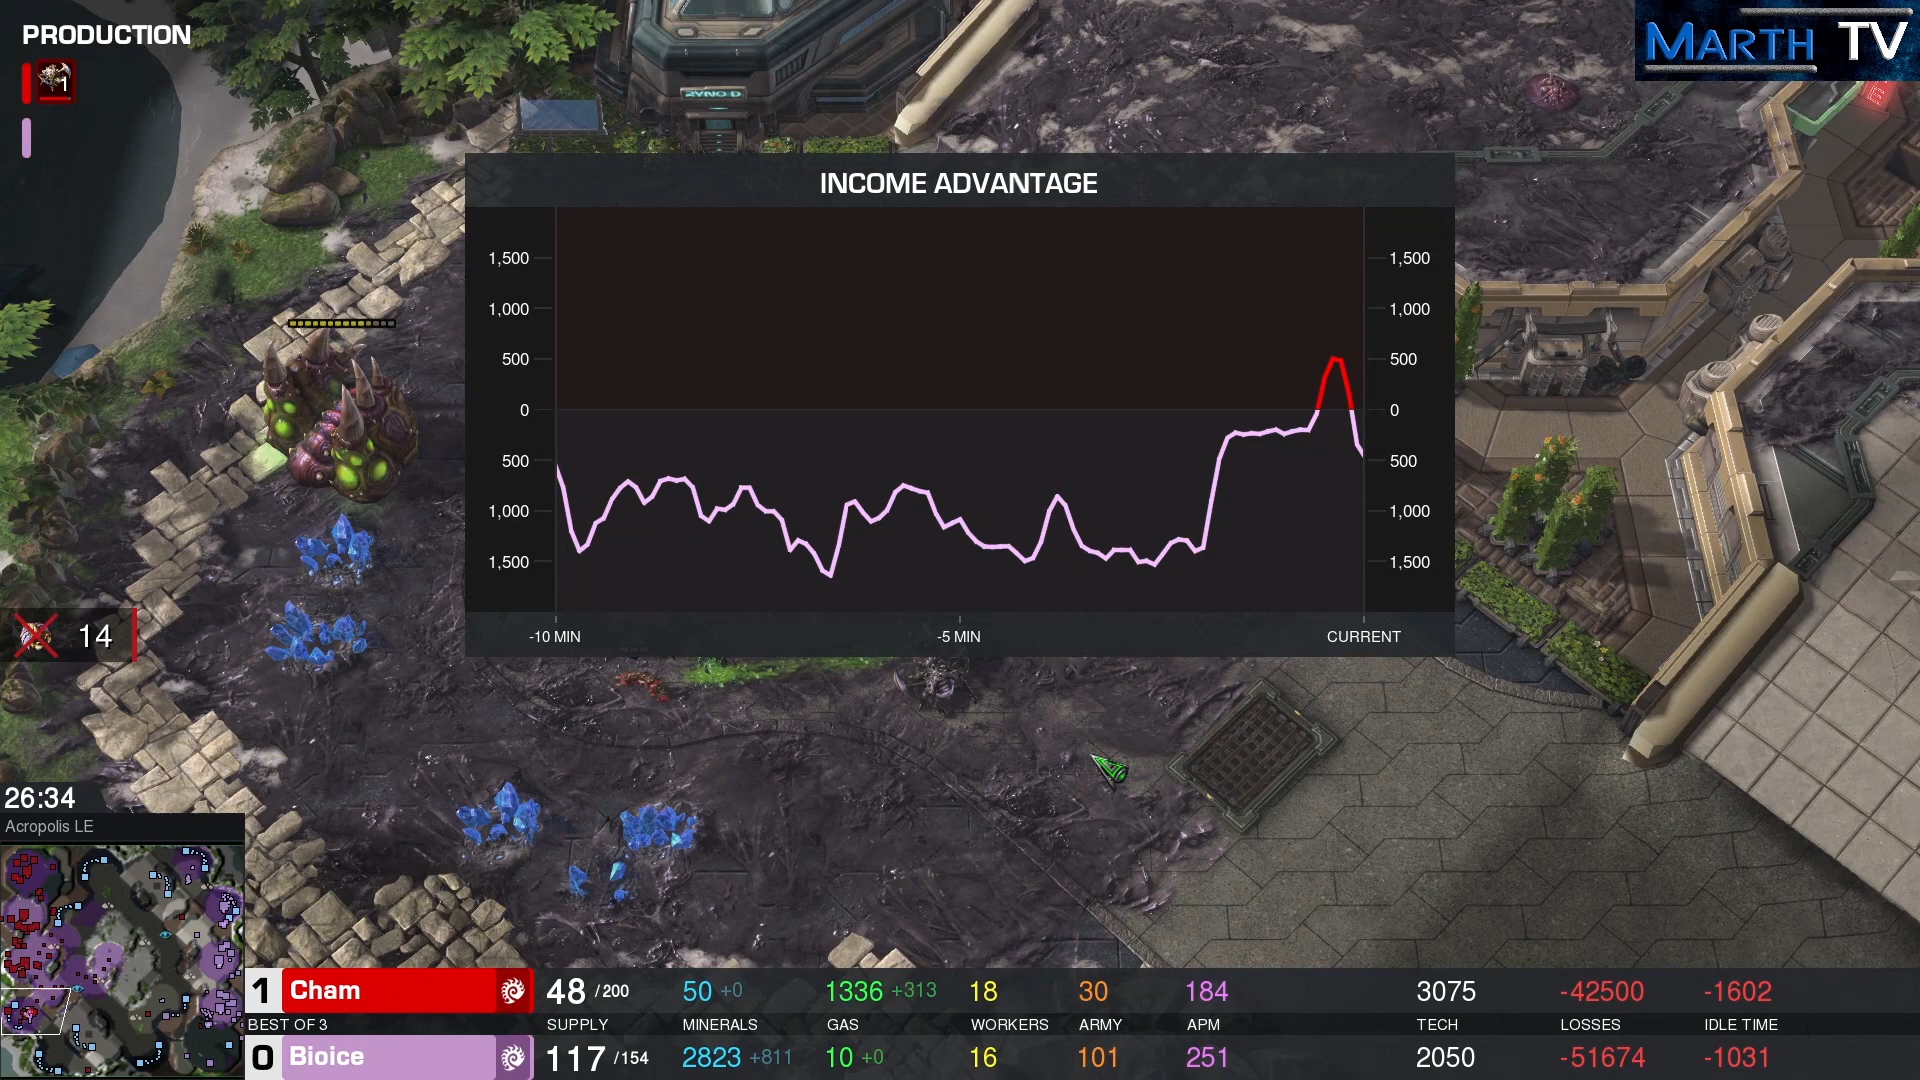 PRODUCTION
1
MARTH TV
ZYNO-D
INCOME ADVANTAGE
1,500 1,500
1,000 1,000
500 500
0 0
500 500
1,000 1,000
1,500 1,500
-10 MIN -5 MIN CURRENT
14
26:34
Acropolis LE
1 Cham 48 /200 50 +0 1336 +313 18 30 184 3075 -42500 -1602
BEST OF 3 SUPPLY MINERALS GAS WORKERS ARMY APM TECH LOSSES IDLE TIME
0 Bioice 117 /154 2823 +811 10 +0 16 101 251 2050 -51674 -1031